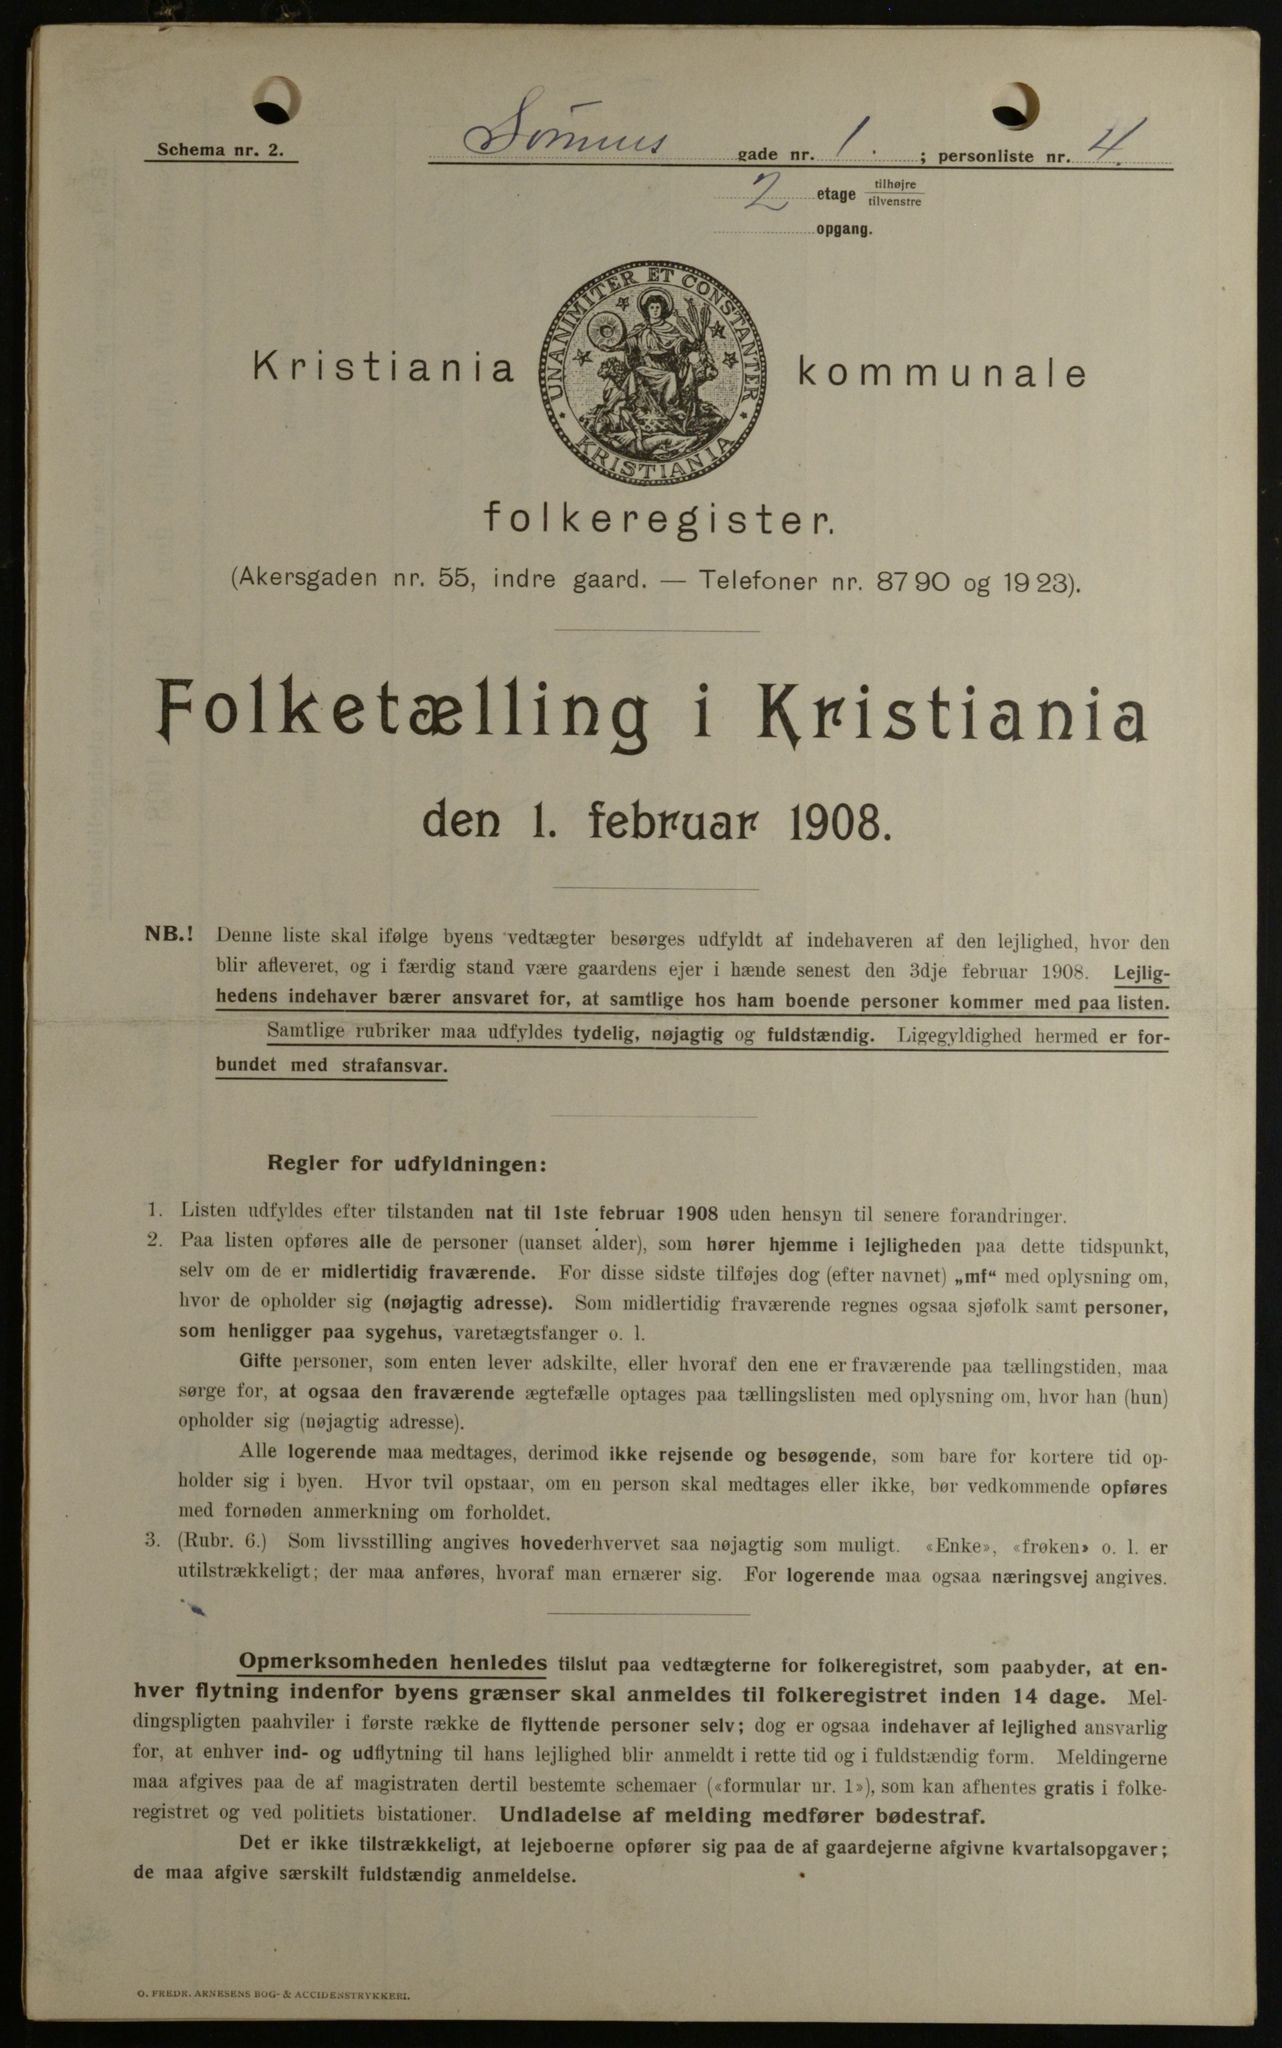 Schema nr. 2.
Sørums gade nr. 1. ; personliste nr. 4.
2 etage tilhøjre
tilvenstre
opgang.
UNANIMITER ET CONSTANTER
KRISTIANIA
Kristiania kommunale
folkeregister.
(Akersgaden nr. 55, indre gaard. — Telefoner nr. 8790 og 1923).
Folketælling i Kristiania
den 1. februar 1908.
NB.! Denne liste skal ifølge byens vedtægter besørges udfyldt af indehaveren af den lejlighed, hvor den
blir afleveret, og i færdig stand være gaardens ejer i hænde senest den 3dje februar 1908. Lejlig-
hedens indehaver bærer ansvaret for, at samtlige hos ham boende personer kommer med paa listen.
Samtlige rubriker maa udfyldes tydelig, nøjagtig og fuldstændig. Ligegyldighed hermed er for-
bundet med strafansvar.
Regler for udfyldningen:
1. Listen udfyldes efter tilstanden nat til 1ste februar 1908 uden hensyn til senere forandringer.
2. Paa listen opføres alle de personer (uanset alder), som hører hjemme i lejligheden paa dette tidspunkt,
selv om de er midlertidig fraværende. For disse sidste tilføjes dog (efter navnet) „mf“ med oplysning om,
hvor de opholder sig (nøjagtig adresse). Som midlertidig fraværende regnes ogsaa sjøfolk samt personer,
som henligger paa sygehus, varetægtsfanger o. l.
Gifte personer, som enten lever adskilte, eller hvoraf den ene er fraværende paa tællingstiden, maa
sørge for, at ogsaa den fraværende ægtefælle optages paa tællingslisten med oplysning om, hvor han (hun)
opholder sig (nøjagtig adresse).
Alle logerende maa medtages, derimod ikke rejsende og besøgende, som bare for kortere tid op-
holder sig i byen. Hvor tvil opstaar, om en person skal medtages eller ikke, bør vedkommende opføres
med fornøden anmerkning om forholdet.
3. (Rubr. 6.) Som livsstilling angives hovederhvervet saa nøjagtig som muligt. «Enke», «frøken» o. l. er
utilstrækkeligt; der maa anføres, hvoraf man ernærer sig. For logerende maa ogsaa næringsvej angives.
Opmerksomheden henledes tilslut paa vedtægterne for folkeregistret, som paabyder, at en-
hver flytning indenfor byens grænser skal anmeldes til folkeregistret inden 14 dage. Mel-
dingspligten paahviler i første række de flyttende personer selv; dog er ogsaa indehaver af lejlighed ansvarlig
for, at enhver ind- og udflytning til hans lejlighed blir anmeldt i rette tid og i fuldstændig form. Meldingerne
maa afgives paa de af magistraten dertil bestemte schemaer («formular nr. 1»), som kan afhentes gratis i folke-
registret og ved politiets bistationer. Undladelse af melding medfører bødestraf.
Det er ikke tilstrækkeligt, at lejeboerne opfører sig paa de af gaardejerne afgivne kvartalsopgaver;
de maa afgive særskilt fuldstændig anmeldelse.
O. FREDR. ARNESENS BOG- & ACCIDENSTRYKKERI.